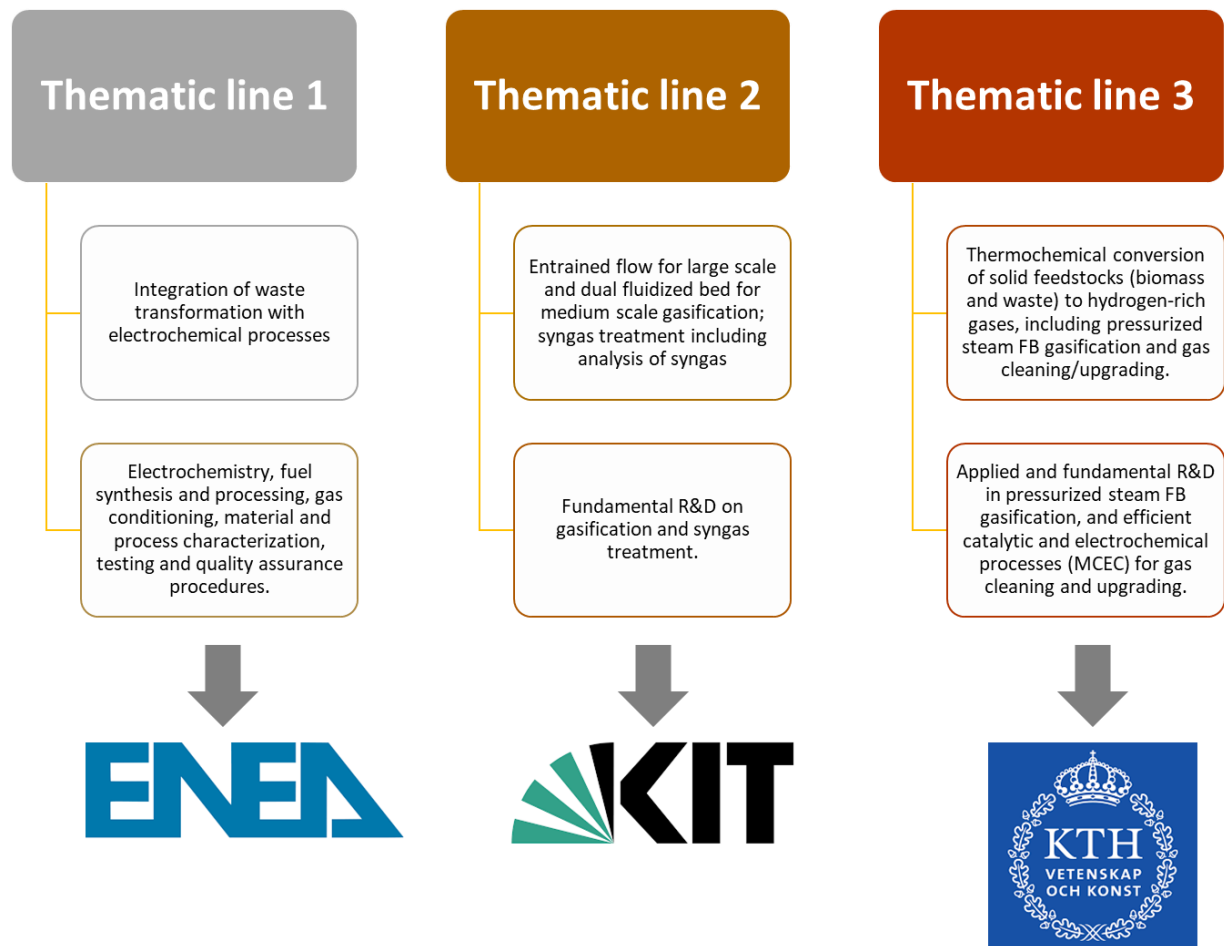 Thematic line 1
Integration of waste
transformation with
electrochemical processes
Electrochemistry, fuel
synthesis and processing, gas
conditioning, material and
process characterization,
testing and quality assurance
procedures.
ENEA
Thematic line 2
Entrained flow for large scale
and dual fluidized bed for
medium scale gasification;
syngas treatment including
analysis of syngas
Fundamental R&D on
gasification and syngas
treatment.
KIT
Thematic line 3
Thermochemical conversion
of solid feedstocks (biomass
and waste) to hydrogen-rich
gases, including pressurized
steam FB gasification and gas
cleaning/upgrading.
Applied and fundamental R&D
in pressurized steam FB
gasification, and efficient
catalytic and electrochemical
processes (MCEC) for gas
cleaning and upgrading.
KTH
VETENSKAP
OCH KONST